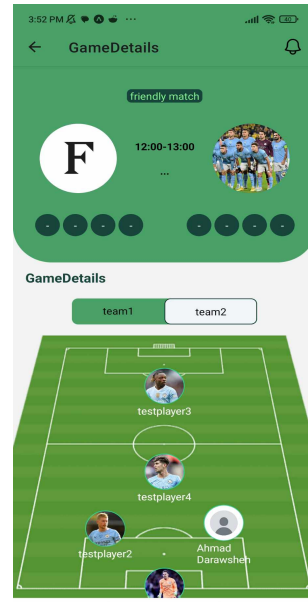 3:52 PM
40
GameDetails
friendly match
F
12:00-13:00
...
- - - - - - - -
GameDetails
team1 team2
testplayer3
testplayer4
testplayer2
Ahmad
Darawsheh